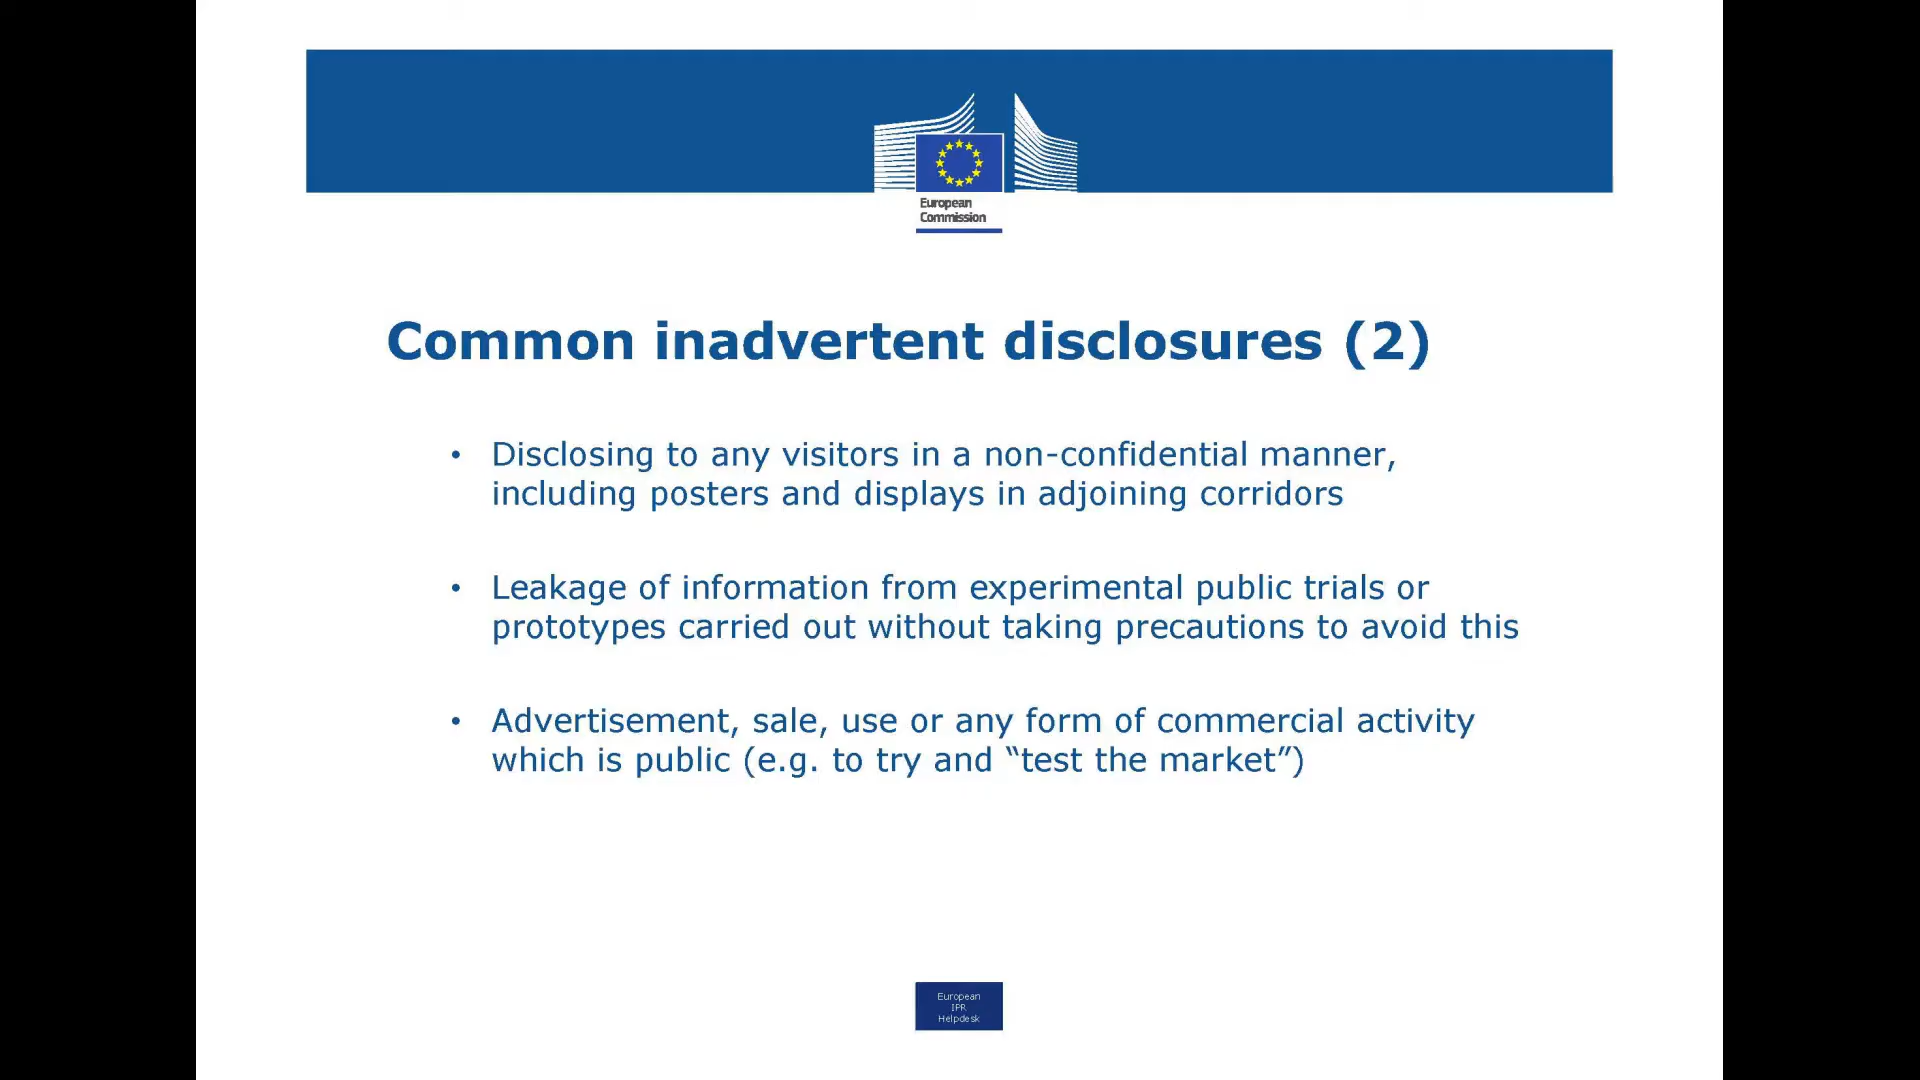 European
Commission
Common inadvertent disclosures (2)
• Disclosing to any visitors in a non-confidential manner,
including posters and displays in adjoining corridors
• Leakage of information from experimental public trials or
prototypes carried out without taking precautions to avoid this
• Advertisement, sale, use or any form of commercial activity
which is public (e.g. to try and “test the market”)
European
IPR
Helpdesk